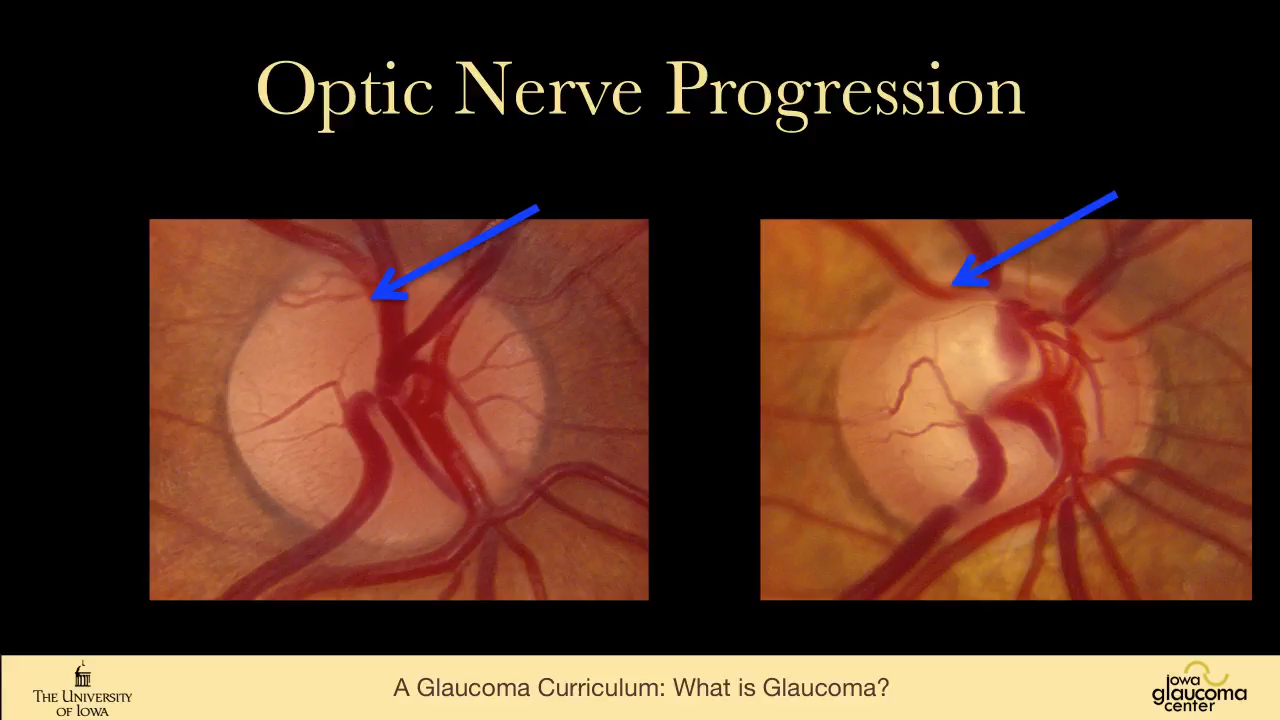 Optic Nerve Progression
THE UNIVERSITY
OF IOWA
A Glaucoma Curriculum: What is Glaucoma?
iowa
glaucoma
center